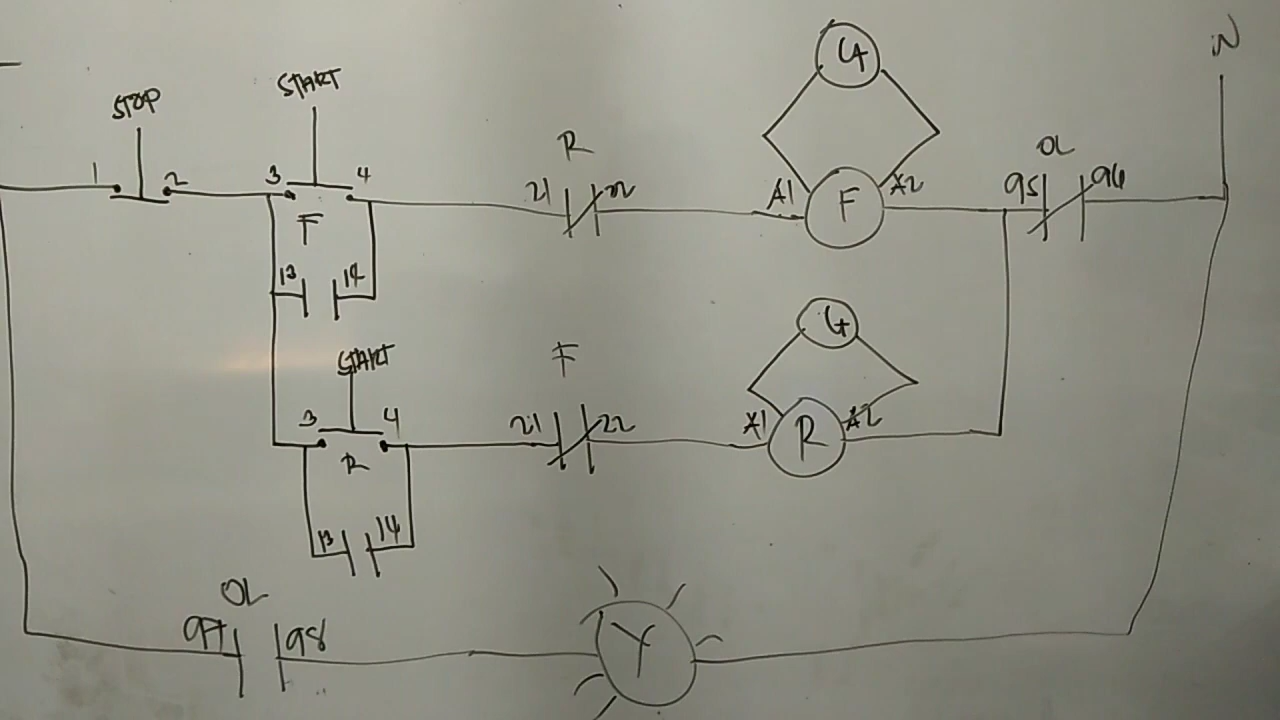 N
START
STOP
G
R OL
1 2 3 4 21 22 A1 F A2 95 96
F
13 14
G
START F
3 4 21 22 A1 R A2
R
13 14
OL
97 98 Y